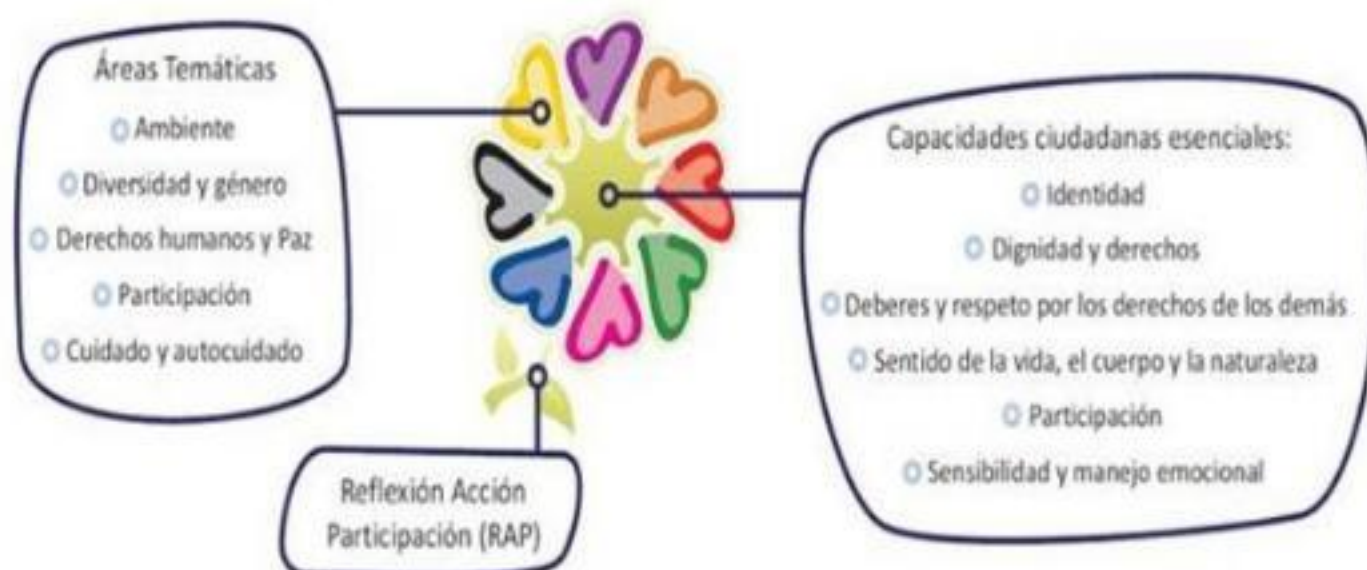 Áreas Temáticas
Ambiente
Diversidad y género
Derechos humanos y Paz
Participación
Cuidado y autocuidado
Reflexión Acción
Participación (RAP)
Capacidades ciudadanas esenciales:
Identidad
Dignidad y derechos
Deberes y respeto por los derechos de los demás
Sentido de la vida, el cuerpo y la naturaleza
Participación
Sensibilidad y manejo emocional